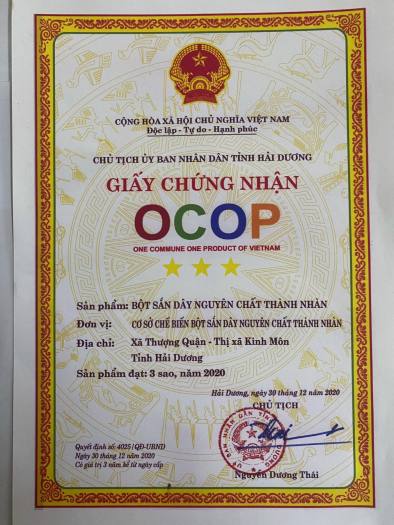 CỘNG HÒA XÃ HỘI CHỦ NGHĨA VIỆT NAM
Độc lập - Tự do - Hạnh phúc
CHỦ TỊCH ỦY BAN NHÂN DÂN TỈNH HẢI DƯƠNG
GIẤY CHỨNG NHẬN
OCOP
ONE COMMUNE ONE PRODUCT OF VIETNAM
Sản phẩm: BỘT SẮN DÂY NGUYÊN CHẤT THÀNH NHÀN
Đơn vị: CƠ SỞ CHẾ BIẾN BỘT SẮN DÂY NGUYÊN CHẤT THÀNH NHÀN
Địa chỉ: Xã Thượng Quận - Thị xã Kinh Môn
Tỉnh Hải Dương
Sản phẩm đạt: 3 sao, năm 2020
Hải Dương, ngày 30 tháng 12 năm 2020
CHỦ TỊCH
Quyết định số: 4025 (QĐ-UBND)
Ngày 30 tháng 12 năm 2020
Có giá trị 3 năm kể từ ngày cấp
Nguyễn Dương Thái